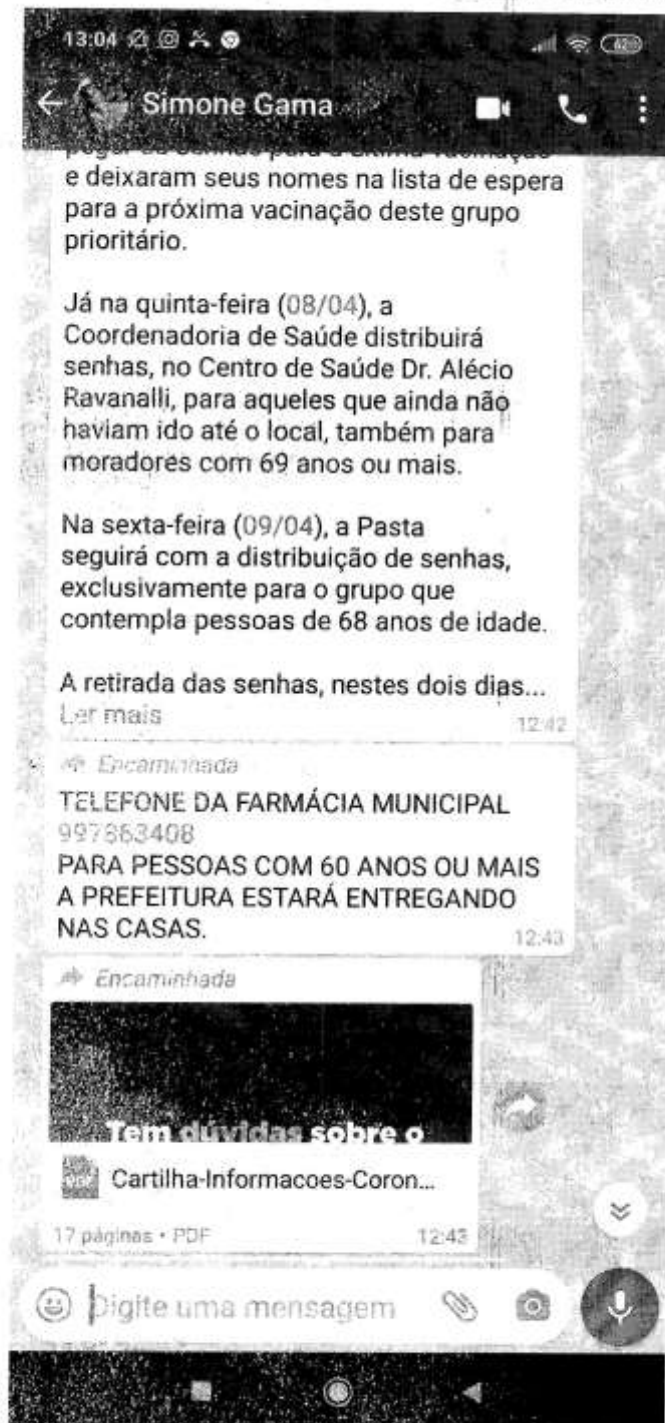 13:04
62
Simone Gama
e deixaram seus nomes na lista de espera
para a próxima vacinação deste grupo
prioritário.
Já na quinta-feira (08/04), a
Coordenadoria de Saúde distribuirá
senhas, no Centro de Saúde Dr. Alécio
Ravanalli, para aqueles que ainda não
haviam ido até o local, também para
moradores com 69 anos ou mais.
Na sexta-feira (09/04), a Pasta
seguirá com a distribuição de senhas,
exclusivamente para o grupo que
contempla pessoas de 68 anos de idade.
A retirada das senhas, nestes dois dias...
Ler mais
12:42
Encaminhada
TELEFONE DA FARMÁCIA MUNICIPAL
997863408
PARA PESSOAS COM 60 ANOS OU MAIS
A PREFEITURA ESTARÁ ENTREGANDO
NAS CASAS.
12:43
Encaminhada
Tem dúvidas sobre o
Cartilha-Informacoes-Coron...
17 páginas • PDF
12:43
Digite uma mensagem